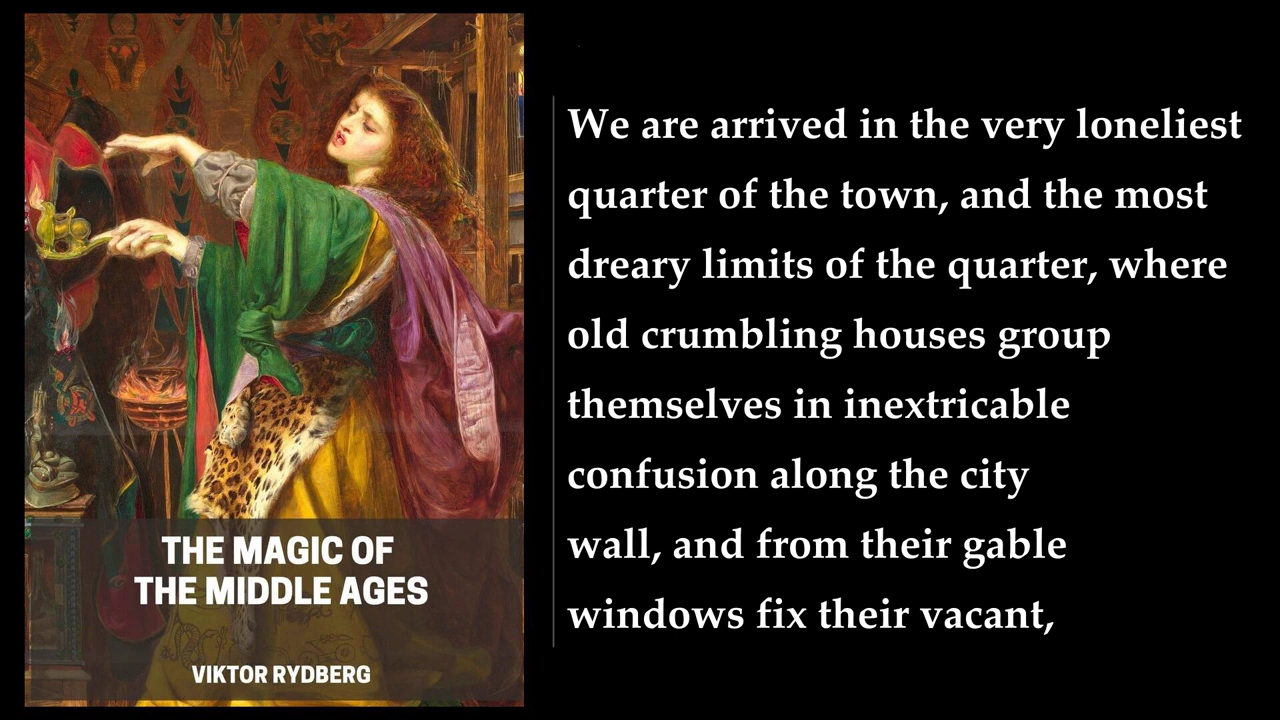 THE MAGIC OF
THE MIDDLE AGES
VIKTOR RYDBERG
We are arrived in the very loneliest
quarter of the town, and the most
dreary limits of the quarter, where
old crumbling houses group
themselves in inextricable
confusion along the city
wall, and from their gable
windows fix their vacant,